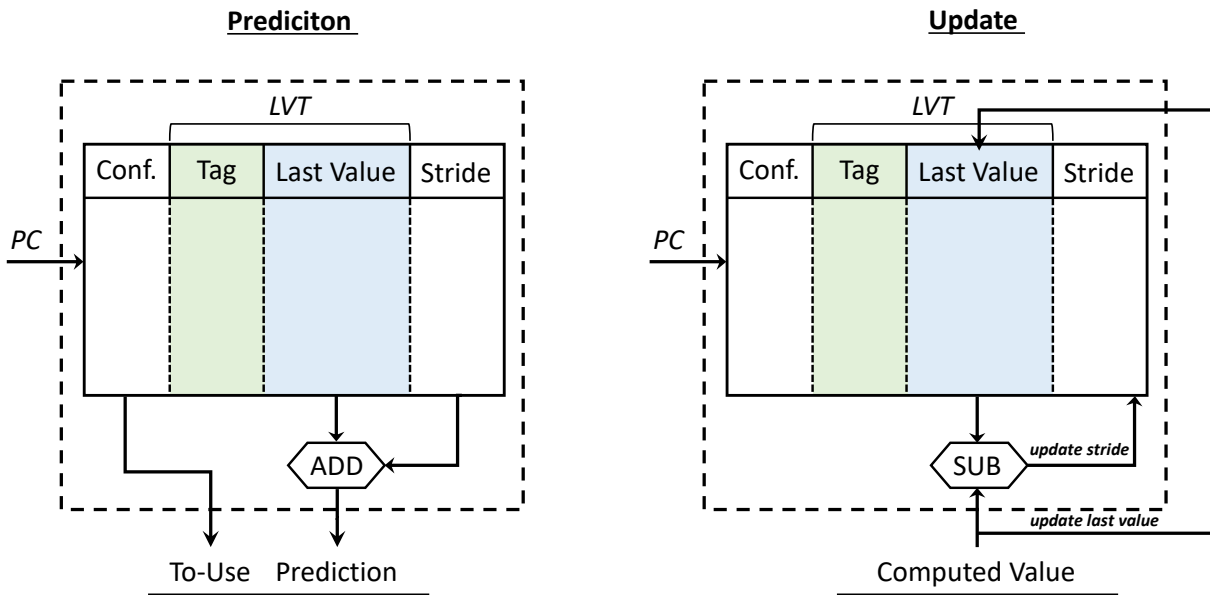 Prediciton
LVT
Conf. Tag Last Value Stride
PC
ADD
To-Use Prediction
Update
LVT
Conf. Tag Last Value Stride
PC
SUB
update stride
update last value
Computed Value